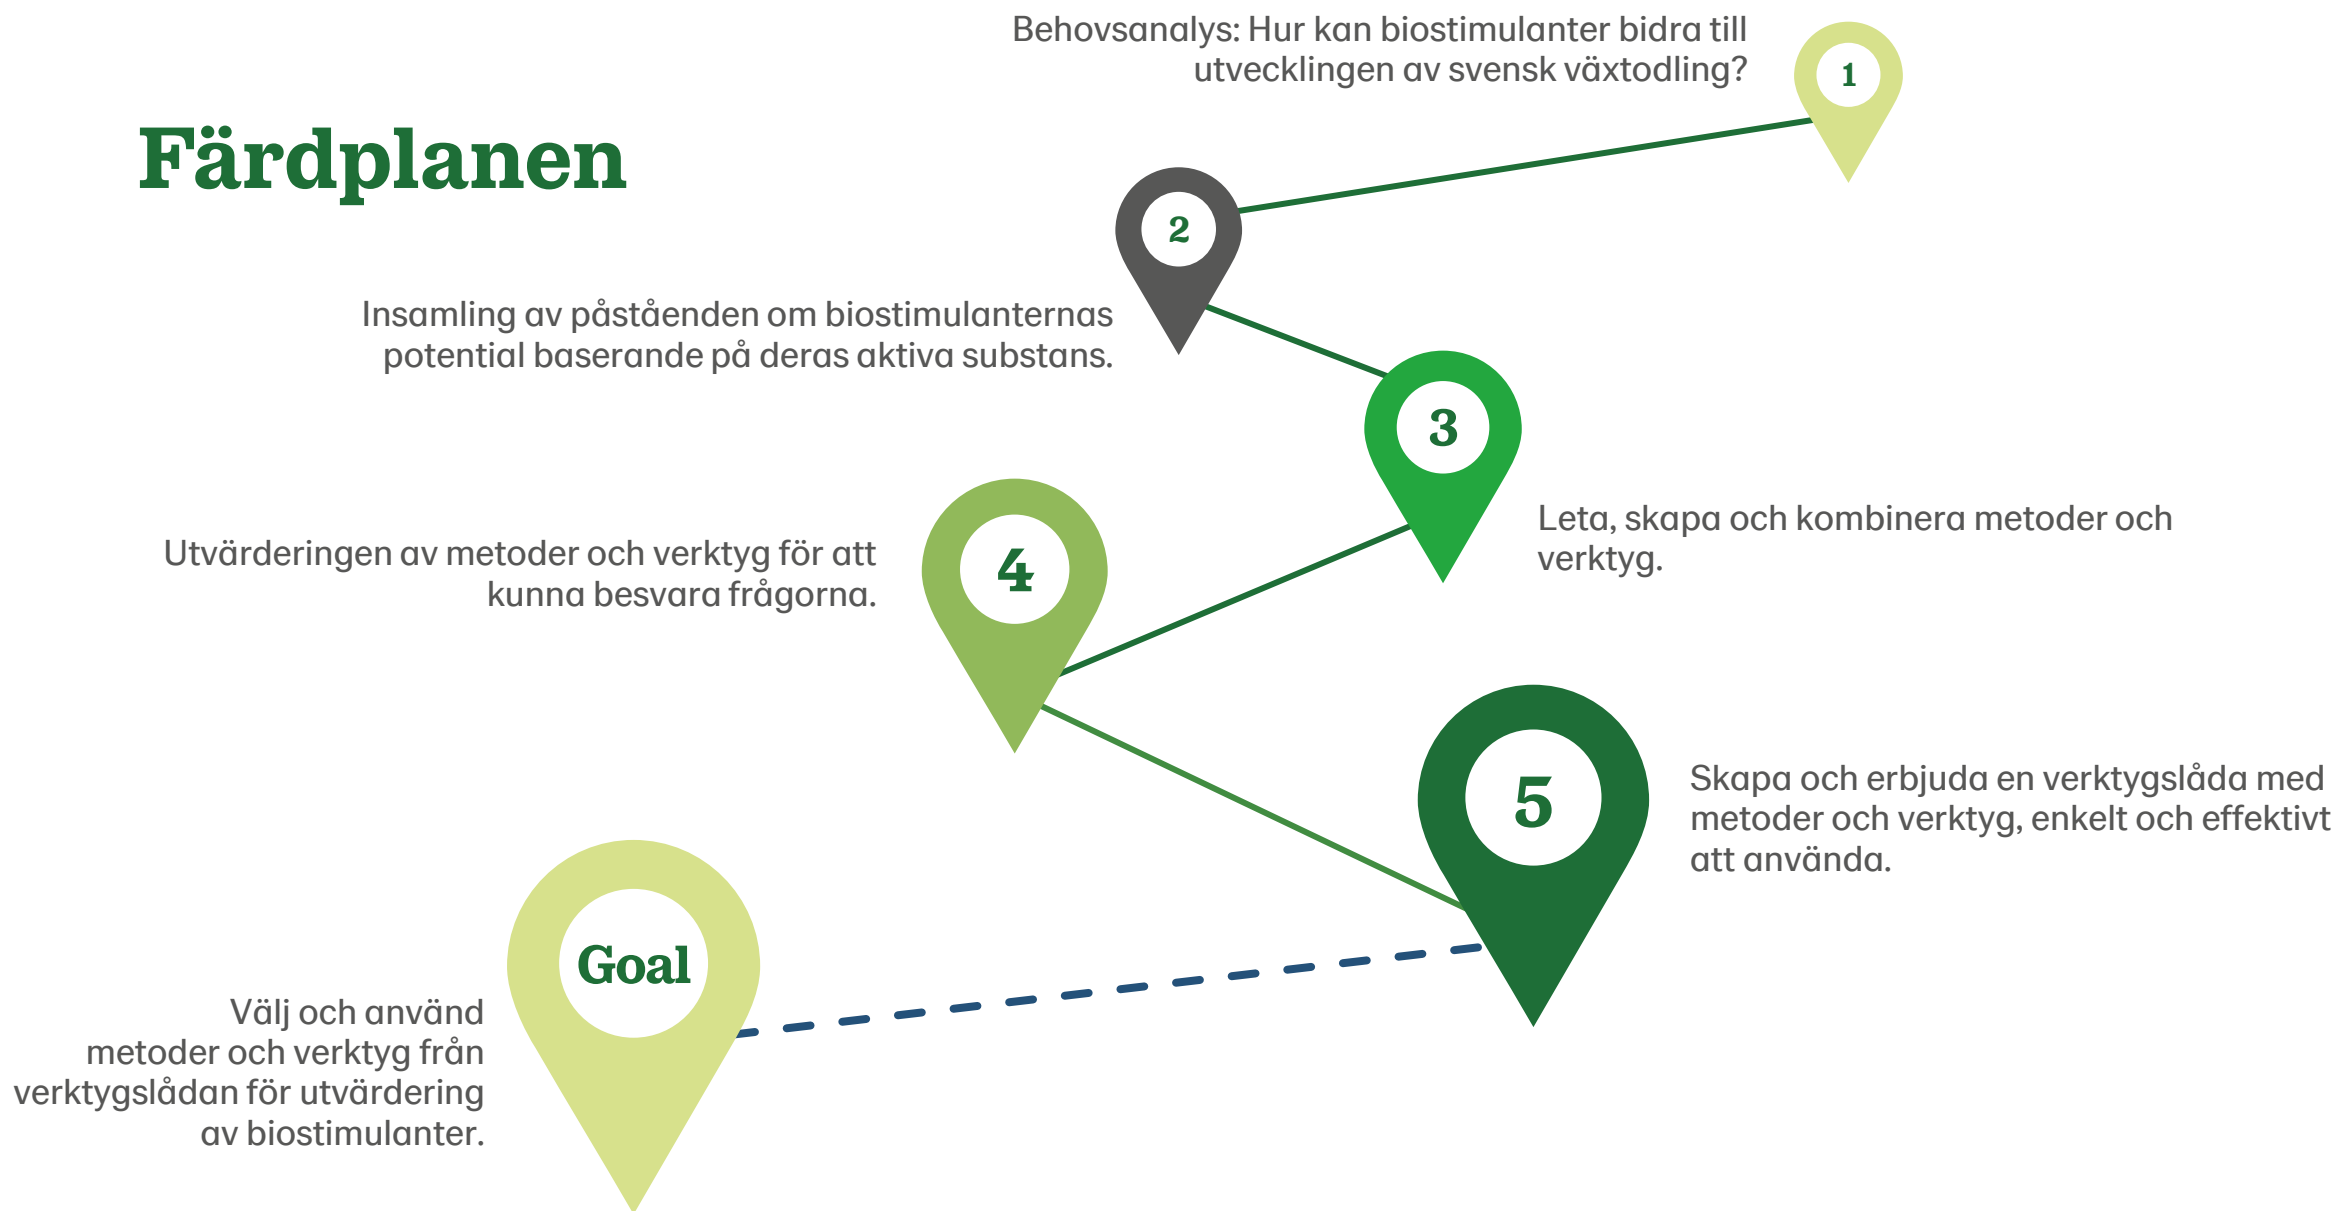 Färdplanen
Behovsanalys: Hur kan biostimulanter bidra till
utvecklingen av svensk växtodling?
1
2
Insamling av påståenden om biostimulanternas
potential baserande på deras aktiva substans.
3
Leta, skapa och kombinera metoder och
verktyg.
4
Utvärderingen av metoder och verktyg för att
kunna besvara frågorna.
5
Skapa och erbjuda en verktygslåda med
metoder och verktyg, enkelt och effektivt
att använda.
Goal
Välj och använd
metoder och verktyg från
verktygslådan för utvärdering
av biostimulanter.